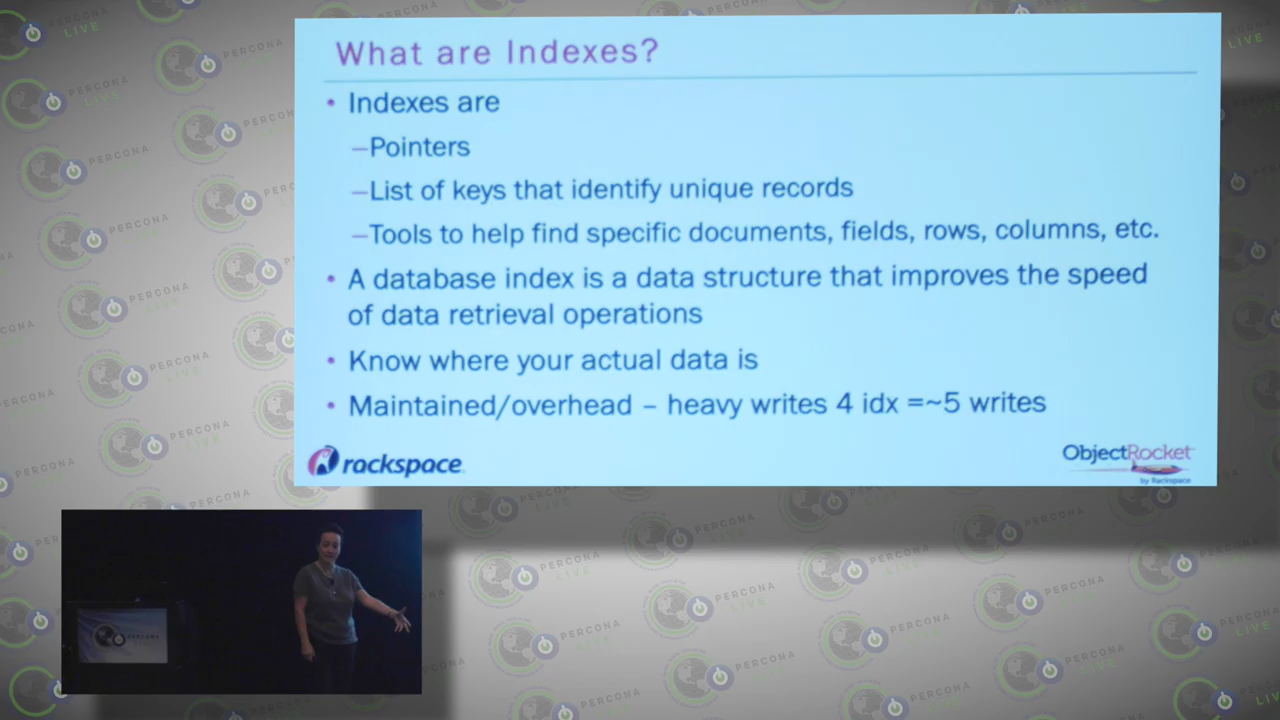 What are Indexes?
• Indexes are
–Pointers
–List of keys that identify unique records
–Tools to help find specific documents, fields, rows, columns, etc.
• A database index is a data structure that improves the speed
of data retrieval operations
• Know where your actual data is
• Maintained/overhead – heavy writes 4 idx =~5 writes
rackspace
ObjectRocket
by Rackspace
PERCONA
LIVE